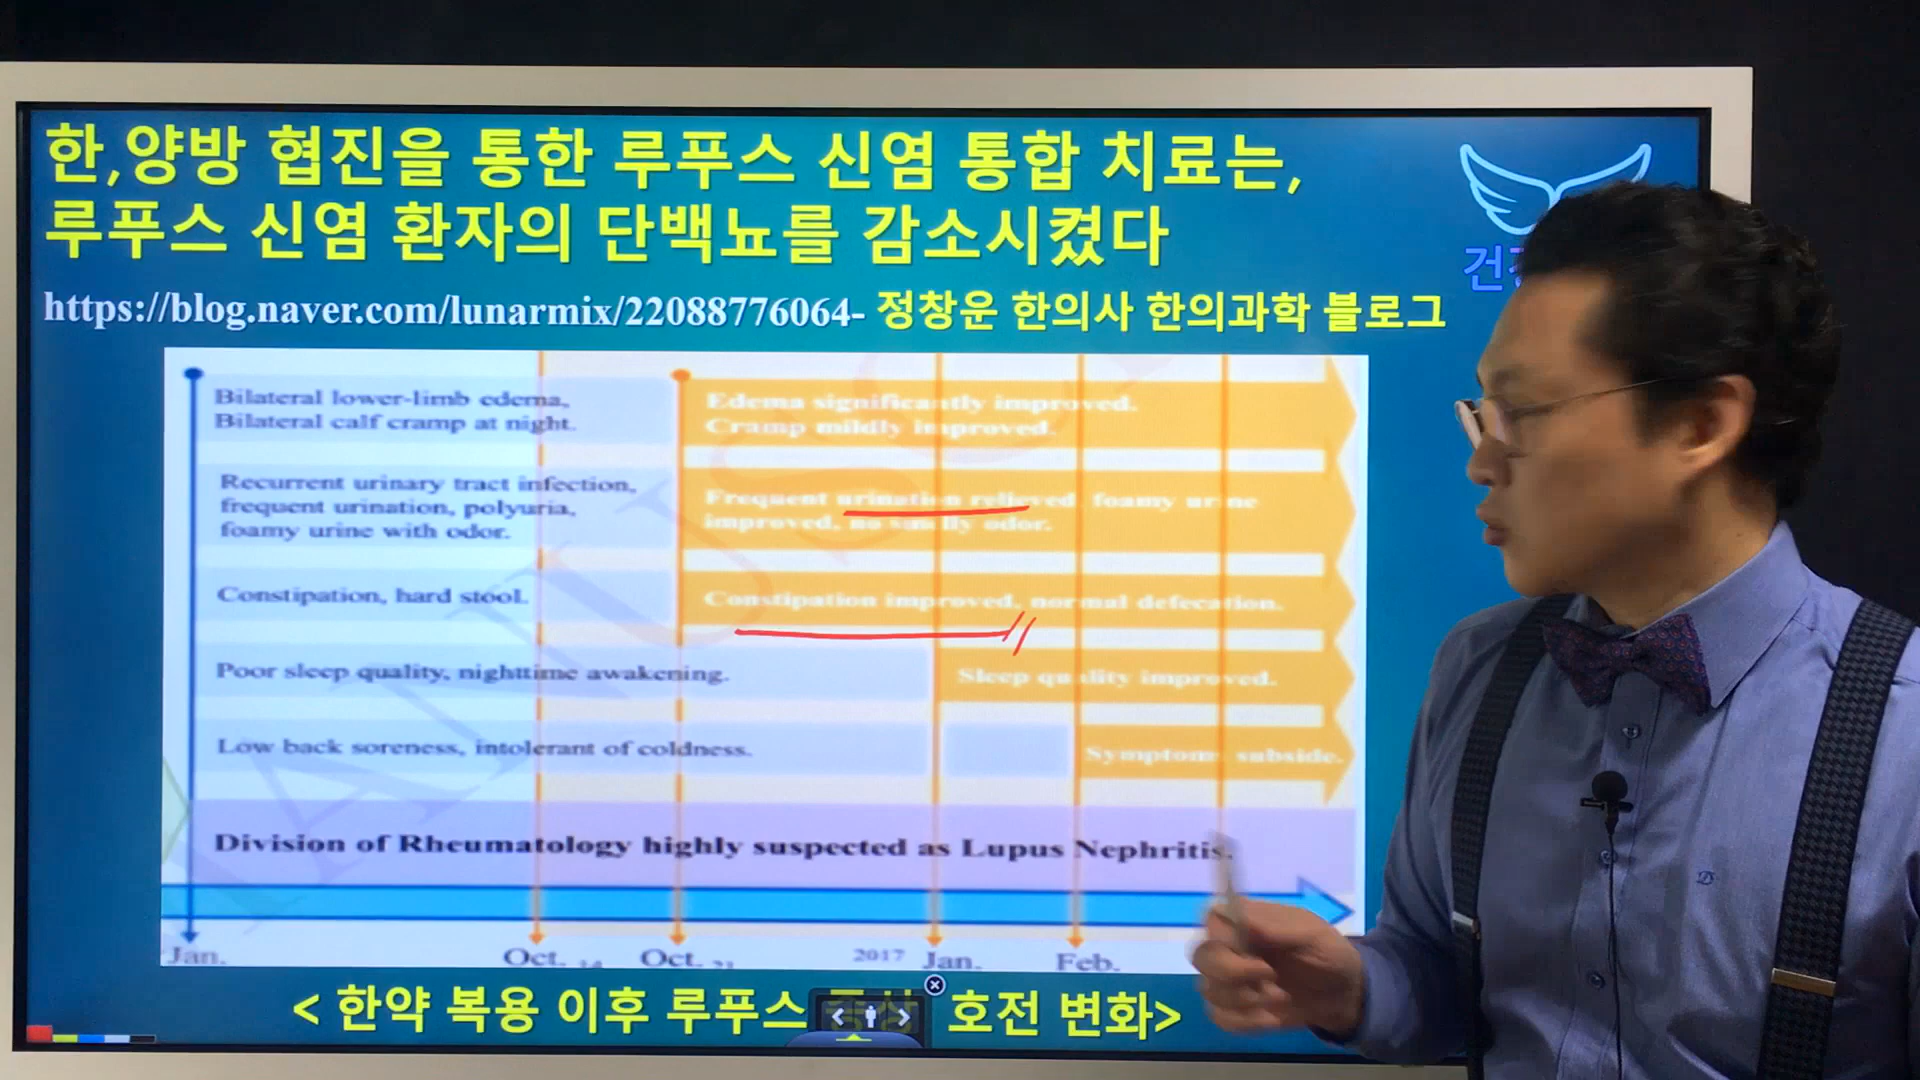 한,양방 협진을 통한 루푸스 신염 통합 치료는,
루푸스 신염 환자의 단백뇨를 감소시켰다
https://blog.naver.com/lunarmix/22088776064- 정창운 한의사 한의과학 블로그
Bilateral lower-limb edema,
Bilateral calf cramp at night.
Edema significantly improved.
Cramp mildly improved.
Recurrent urinary tract infection,
frequent urination, polyuria,
foamy urine with odor.
Frequent urination relieved foamy urine
improved, no smelly odor.
Constipation, hard stool.
Constipation improved, normal defecation.
Poor sleep quality, nighttime awakening.
Sleep quality improved.
Low back soreness, intolerant of coldness.
Symptoms subside.
Division of Rheumatology highly suspected as Lupus Nephritis.
Jan. Oct. Oct. 2017 Jan. Feb.
< 한약 복용 이후 루푸스 호전 변화>